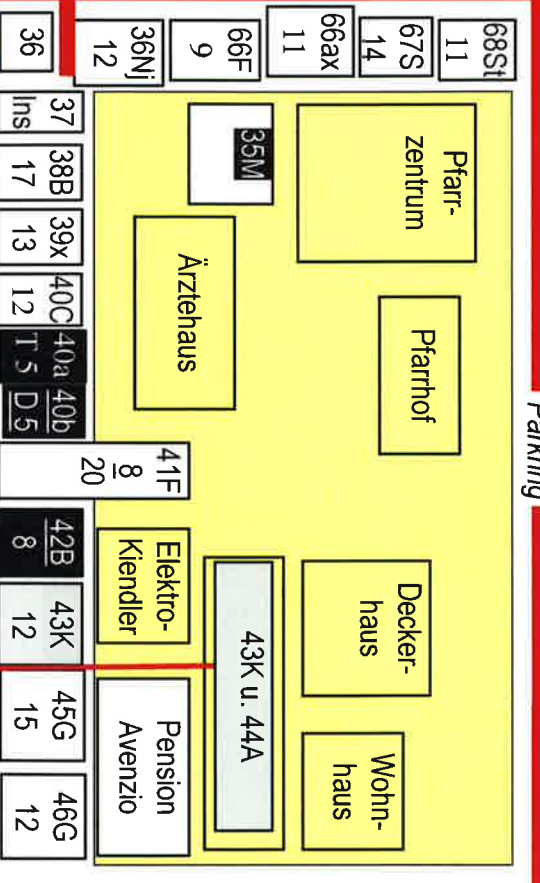 68St
11
67S
14
66ax
11
66F
9
36Nj
12
36
Parking
Pfarr-
zentrum
Pfarrhof
Decker-
haus
Wohn-
haus
35M
Ärztehaus
43K u. 44A
41F
8
20
Elektro-
Kiendler
Pension
Avenzio
37
Ins
38B
17
39x
13
40C
12
40a
T 5
40b
D 5
42B
8
43K
12
45G
15
46G
12